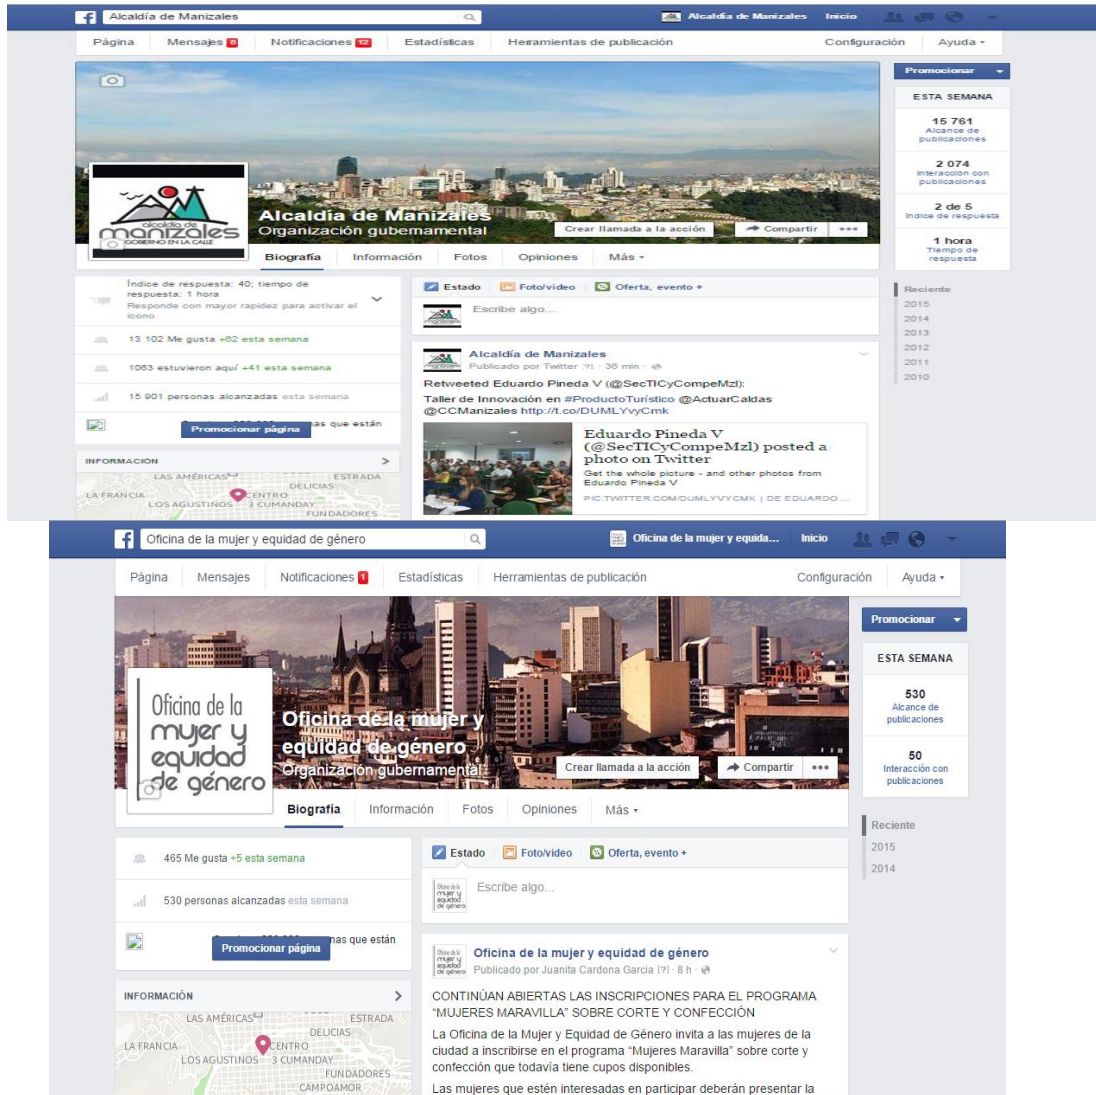 Alcaldía de Manizales
Alcaldía de Manizales Inicio
Página Mensajes 8 Notificaciones 12 Estadísticas Herramientas de publicación Configuración Ayuda
Promocionar
ESTA SEMANA
15 761
Alcance de
publicaciones
2 074
Interacción con
publicaciones
2 de 5
Índice de respuesta
1 hora
Tiempo de
respuesta
alcaldía de
manizales
GOBIERNO EN LA CALLE
Alcaldía de Manizales
Organización gubernamental
Crear llamada a la acción Compartir
Biografía Información Fotos Opiniones Más
Reciente
2015
2014
2013
2012
2011
2010
Índice de respuesta: 40; tiempo de
respuesta: 1 hora
Responde con mayor rapidez para activar el
icono
13 102 Me gusta +62 esta semana
1063 estuvieron aquí +41 esta semana
15 901 personas alcanzadas esta semana
nas que están
Promocionar página
INFORMACIÓN
LAS AMÉRICAS
ESTRADA
DELICIAS
LA FRANCIA
CENTRO
LOS AGUSTINOS
3 CUMANDAY
FUNDADORES
Estado Foto/video Oferta, evento +
Escribe algo...
Alcaldía de Manizales
Publicado por Twitter [?] · 36 min ·
Retweeted Eduardo Pineda V (@SecTICyCompeMzl):
Taller de Innovación en #ProductoTurístico @ActuarCaldas
@CCManizales http://t.co/DUMLYvyCmk
Eduardo Pineda V
(@SecTICyCompeMzl) posted a
photo on Twitter
Get the whole picture - and other photos from
Eduardo Pineda V
PIC.TWITTER.COM/DUMLYVYCMK | DE EDUARDO ...
Oficina de la mujer y equidad de género
Oficina de la mujer y equida... Inicio
Página Mensajes Notificaciones 1 Estadísticas Herramientas de publicación Configuración Ayuda
Promocionar
ESTA SEMANA
530
Alcance de
publicaciones
50
Interacción con
publicaciones
Oficina de la
mujer y
equidad
de género
Oficina de la mujer y
equidad de género
Organización gubernamental
Crear llamada a la acción Compartir
Biografía Información Fotos Opiniones Más
Reciente
2015
2014
465 Me gusta +5 esta semana
530 personas alcanzadas esta semana
nas que están
Promocionar página
INFORMACIÓN
LAS AMÉRICAS
ESTRADA
DELICIAS
LA FRANCIA
CENTRO
LOS AGUSTINOS
3 CUMANDAY
FUNDADORES
CAMPOAMOR
Estado Foto/video Oferta, evento +
Escribe algo...
Oficina de la mujer y equidad de género
Publicado por Juanita Cardona Garcia [?] · 8 h ·
CONTINÚAN ABIERTAS LAS INSCRIPCIONES PARA EL PROGRAMA
“MUJERES MARAVILLA” SOBRE CORTE Y CONFECCIÓN
La Oficina de la Mujer y Equidad de Género invita a las mujeres de la
ciudad a inscribirse en el programa “Mujeres Maravilla” sobre corte y
confección que todavía tiene cupos disponibles.
Las mujeres que estén interesadas en participar deberán presentar la